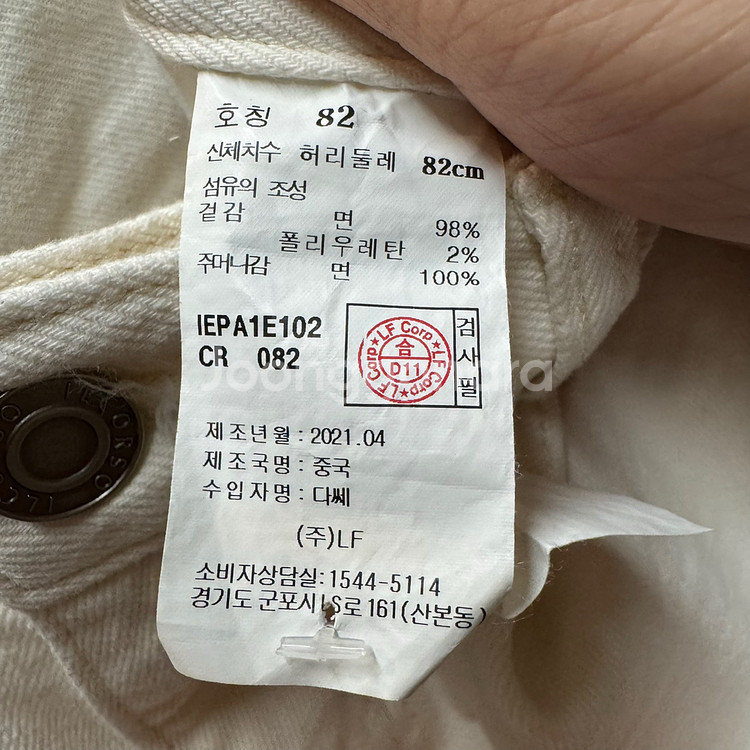 호칭 82
신체치수 허리둘레 82cm
섬유의 조성
겉감 면 98%
폴리우레탄 2%
주머니감 면 100%
IEPA1E102
CR 082
LF Corp★LF Corp★LF Corp★
合
D11
검사필
제조년월 : 2021.04
제조국명 : 중국
수입자명 : 다쎄
(주)LF
소비자상담실:1544-5114
경기도 군포시 LS로 161(산본동)